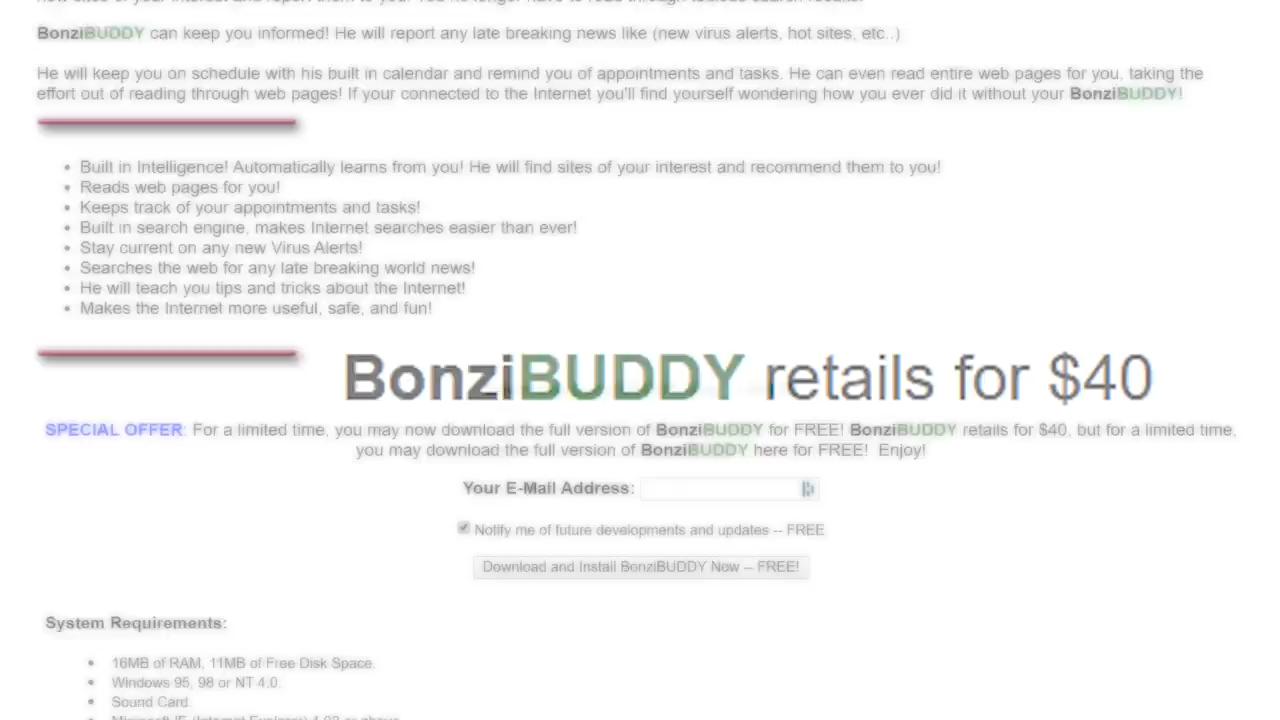 BonziBUDDY can keep you informed! He will report any late breaking news like (new virus alerts, hot sites, etc..)
He will keep you on schedule with his built in calendar and remind you of appointments and tasks. He can even read entire web pages for you, taking the
effort out of reading through web pages! If your connected to the Internet you'll find yourself wondering how you ever did it without your BonziBUDDY!
Built in Intelligence! Automatically learns from you! He will find sites of your interest and recommend them to you!
Reads web pages for you!
Keeps track of your appointments and tasks!
Built in search engine, makes Internet searches easier than ever!
Stay current on any new Virus Alerts!
Searches the web for any late breaking world news!
He will teach you tips and tricks about the Internet!
Makes the Internet more useful, safe, and fun!
BonziBUDDY retails for $40
SPECIAL OFFER: For a limited time, you may now download the full version of BonziBUDDY for FREE! BonziBUDDY retails for $40, but for a limited time,
you may download the full version of BonziBUDDY here for FREE! Enjoy!
Your E-Mail Address:
Notify me of future developments and updates -- FREE
Download and Install BonziBUDDY Now -- FREE!
System Requirements:
16MB of RAM, 11MB of Free Disk Space.
Windows 95, 98 or NT 4.0.
Sound Card.